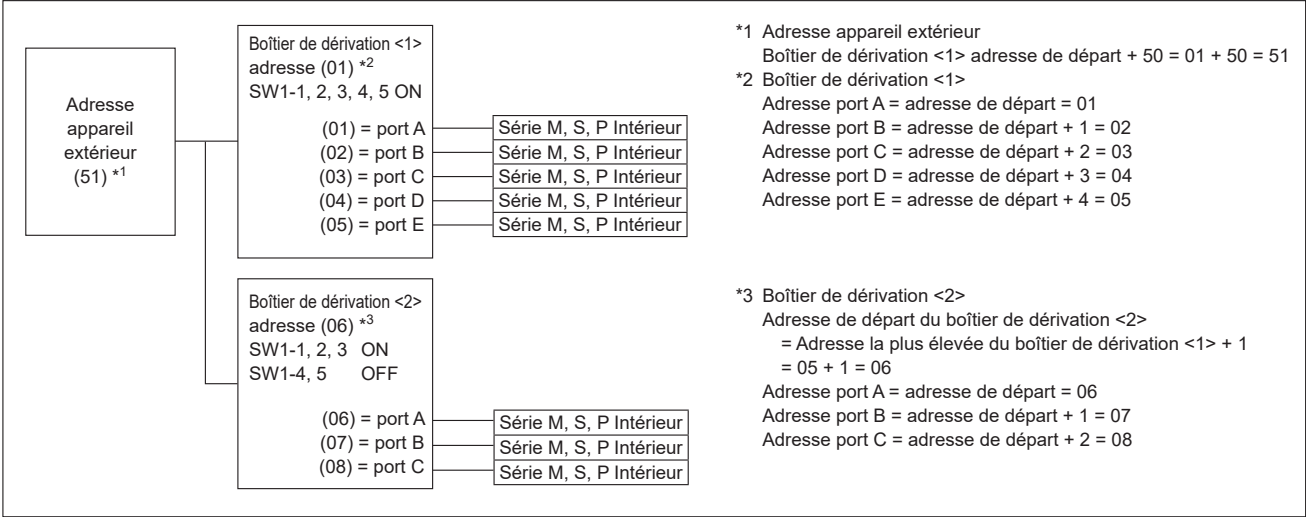 Adresse
appareil
extérieur
(51) *1
Boîtier de dérivation <1>
adresse (01) *2
SW1-1, 2, 3, 4, 5 ON
(01) = port A
Série M, S, P Intérieur
(02) = port B
Série M, S, P Intérieur
(03) = port C
Série M, S, P Intérieur
(04) = port D
Série M, S, P Intérieur
(05) = port E
Série M, S, P Intérieur
Boîtier de dérivation <2>
adresse (06) *3
SW1-1, 2, 3 ON
SW1-4, 5 OFF
(06) = port A
Série M, S, P Intérieur
(07) = port B
Série M, S, P Intérieur
(08) = port C
Série M, S, P Intérieur
*1 Adresse appareil extérieur
Boîtier de dérivation <1> adresse de départ + 50 = 01 + 50 = 51
*2 Boîtier de dérivation <1>
Adresse port A = adresse de départ = 01
Adresse port B = adresse de départ + 1 = 02
Adresse port C = adresse de départ + 2 = 03
Adresse port D = adresse de départ + 3 = 04
Adresse port E = adresse de départ + 4 = 05
*3 Boîtier de dérivation <2>
Adresse de départ du boîtier de dérivation <2>
= Adresse la plus élevée du boîtier de dérivation <1> + 1
= 05 + 1 = 06
Adresse port A = adresse de départ = 06
Adresse port B = adresse de départ + 1 = 07
Adresse port C = adresse de départ + 2 = 08